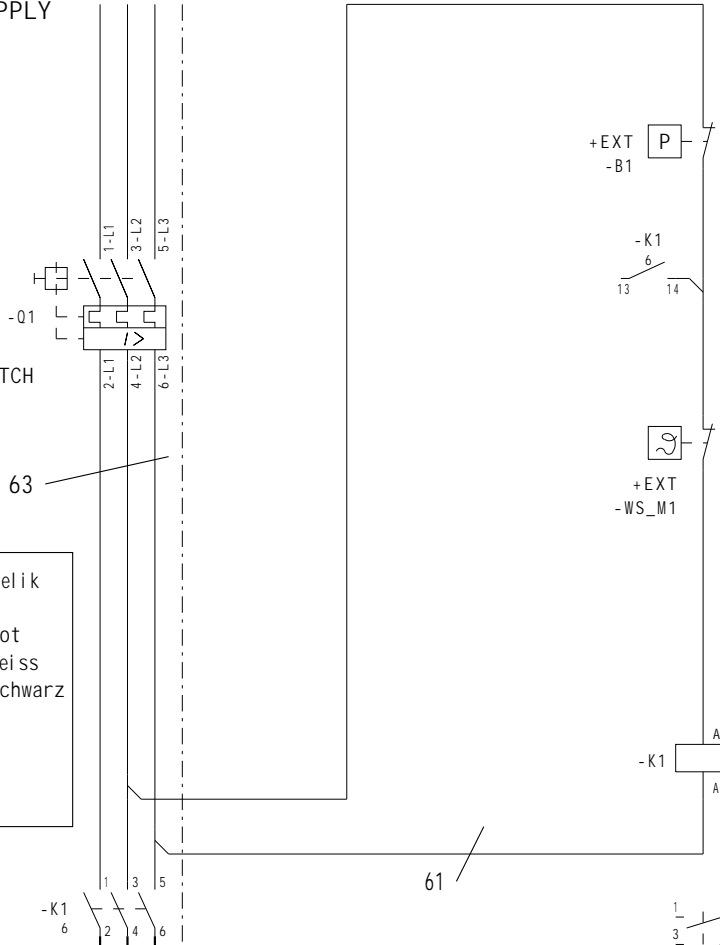 PPLY
+EXT
P
-B1
1-L1
3-L2
5-L3
-K1
6
13
14
-Q1
I>
2-L1
4-L2
6-L3
TCH
63
+EXT
-WS_M1
elik
ot
eiss
chwarz
A
-K1
A
61
1
3
5
-K1
6
2
4
6
1
3